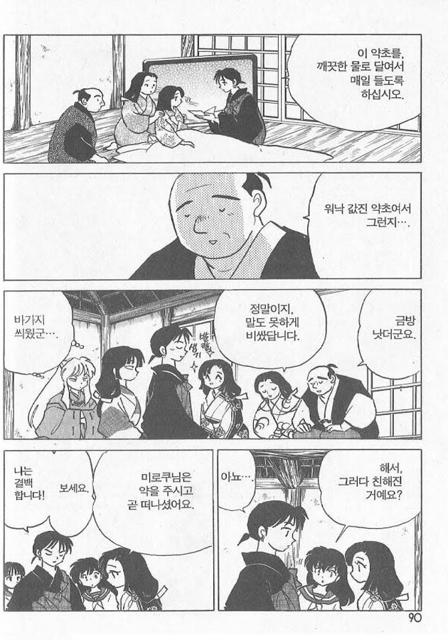 이 약초를,
깨끗한 물로 달여서
매일 들도록
하십시오.
워낙 값진 약초여서
그런지….
금방
낫더군요.
정말이지,
말도 못하게
비쌌답니다.
바가지
씌웠군….
해서,
그러다 친해진
거예요?
아뇨…
미로쿠님은
약을 주시고
곧 떠나셨어요.
보세요.
나는
결백
합니다!
90